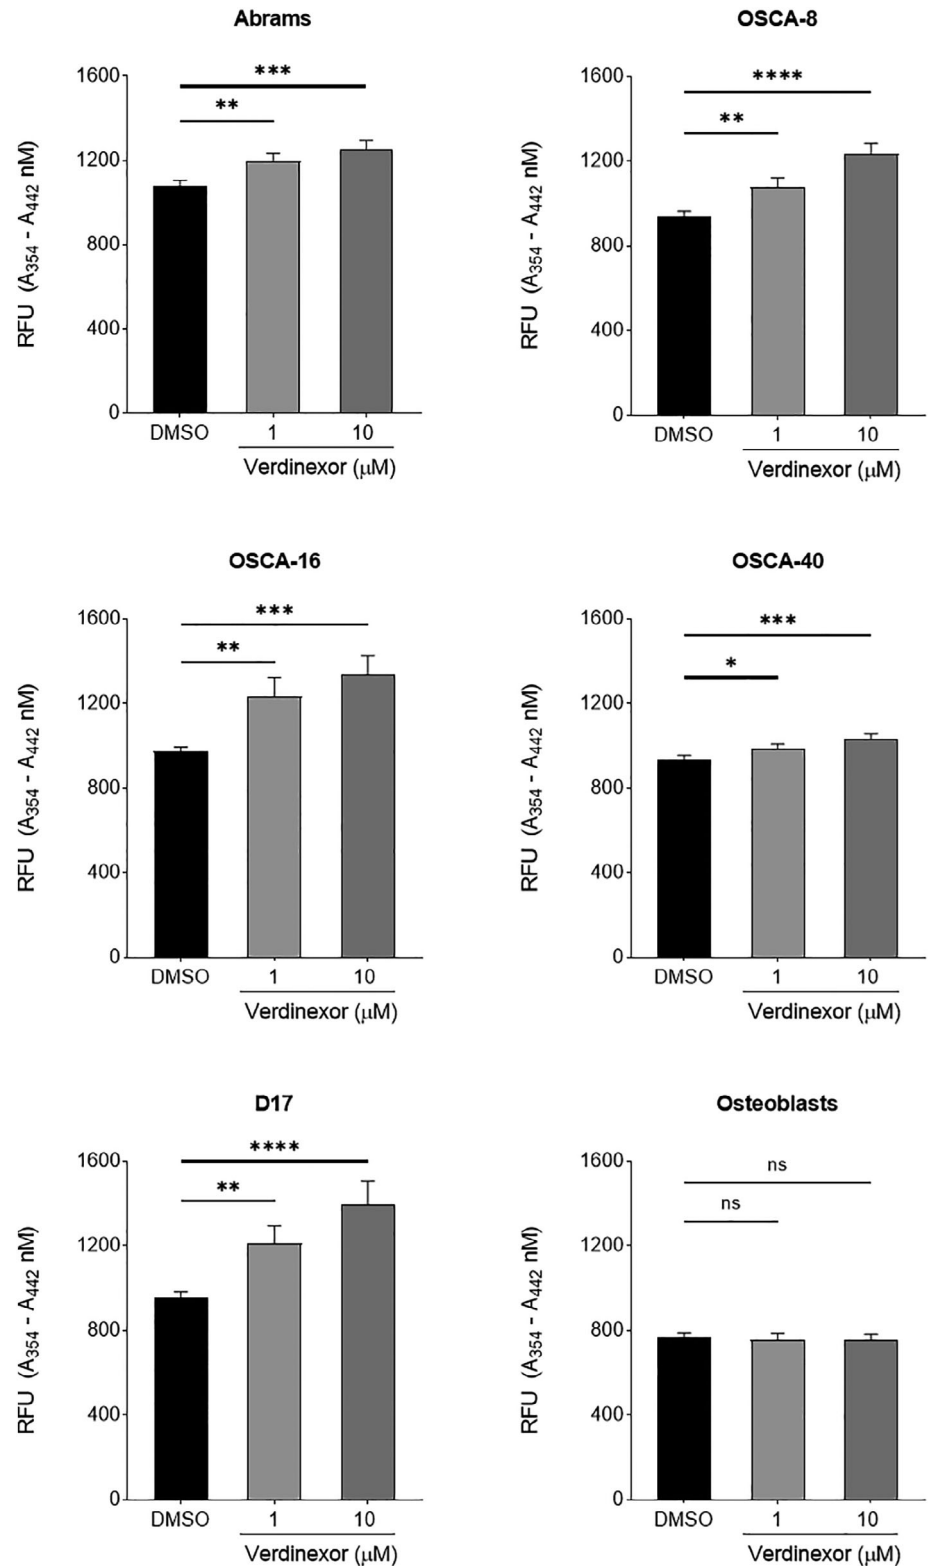 Abrams
RFU (A354 - A442 nM)
1600
1200
800
400
0
***
**
DMSO
1
10
Verdinexor (μM)
OSCA-8
RFU (A354 - A442 nM)
1600
1200
800
400
0
****
**
DMSO
1
10
Verdinexor (μM)
OSCA-16
RFU (A354 - A442 nM)
1600
1200
800
400
0
***
**
DMSO
1
10
Verdinexor (μM)
OSCA-40
RFU (A354 - A442 nM)
1600
1200
800
400
0
***
*
DMSO
1
10
Verdinexor (μM)
D17
RFU (A354 - A442 nM)
1600
1200
800
400
0
****
**
DMSO
1
10
Verdinexor (μM)
Osteoblasts
RFU (A354 - A442 nM)
1600
1200
800
400
0
ns
ns
DMSO
1
10
Verdinexor (μM)